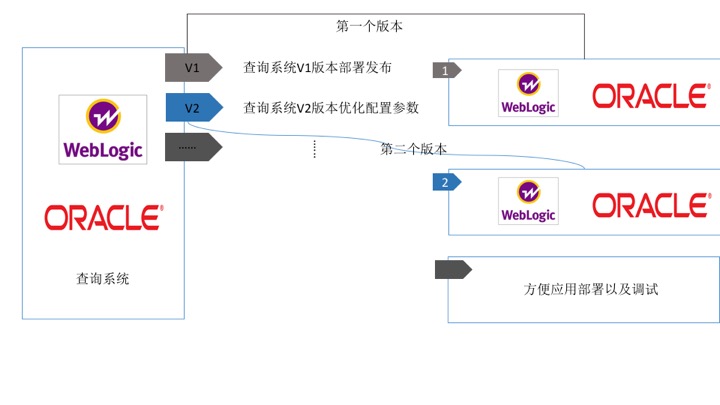 第一个版本
V1
查询系统V1版本部署发布
1
WebLogic
ORACLE®
V2
查询系统V2版本优化配置参数
WebLogic
······
第二个版本
2
WebLogic
ORACLE®
ORACLE®
查询系统
方便应用部署以及调试